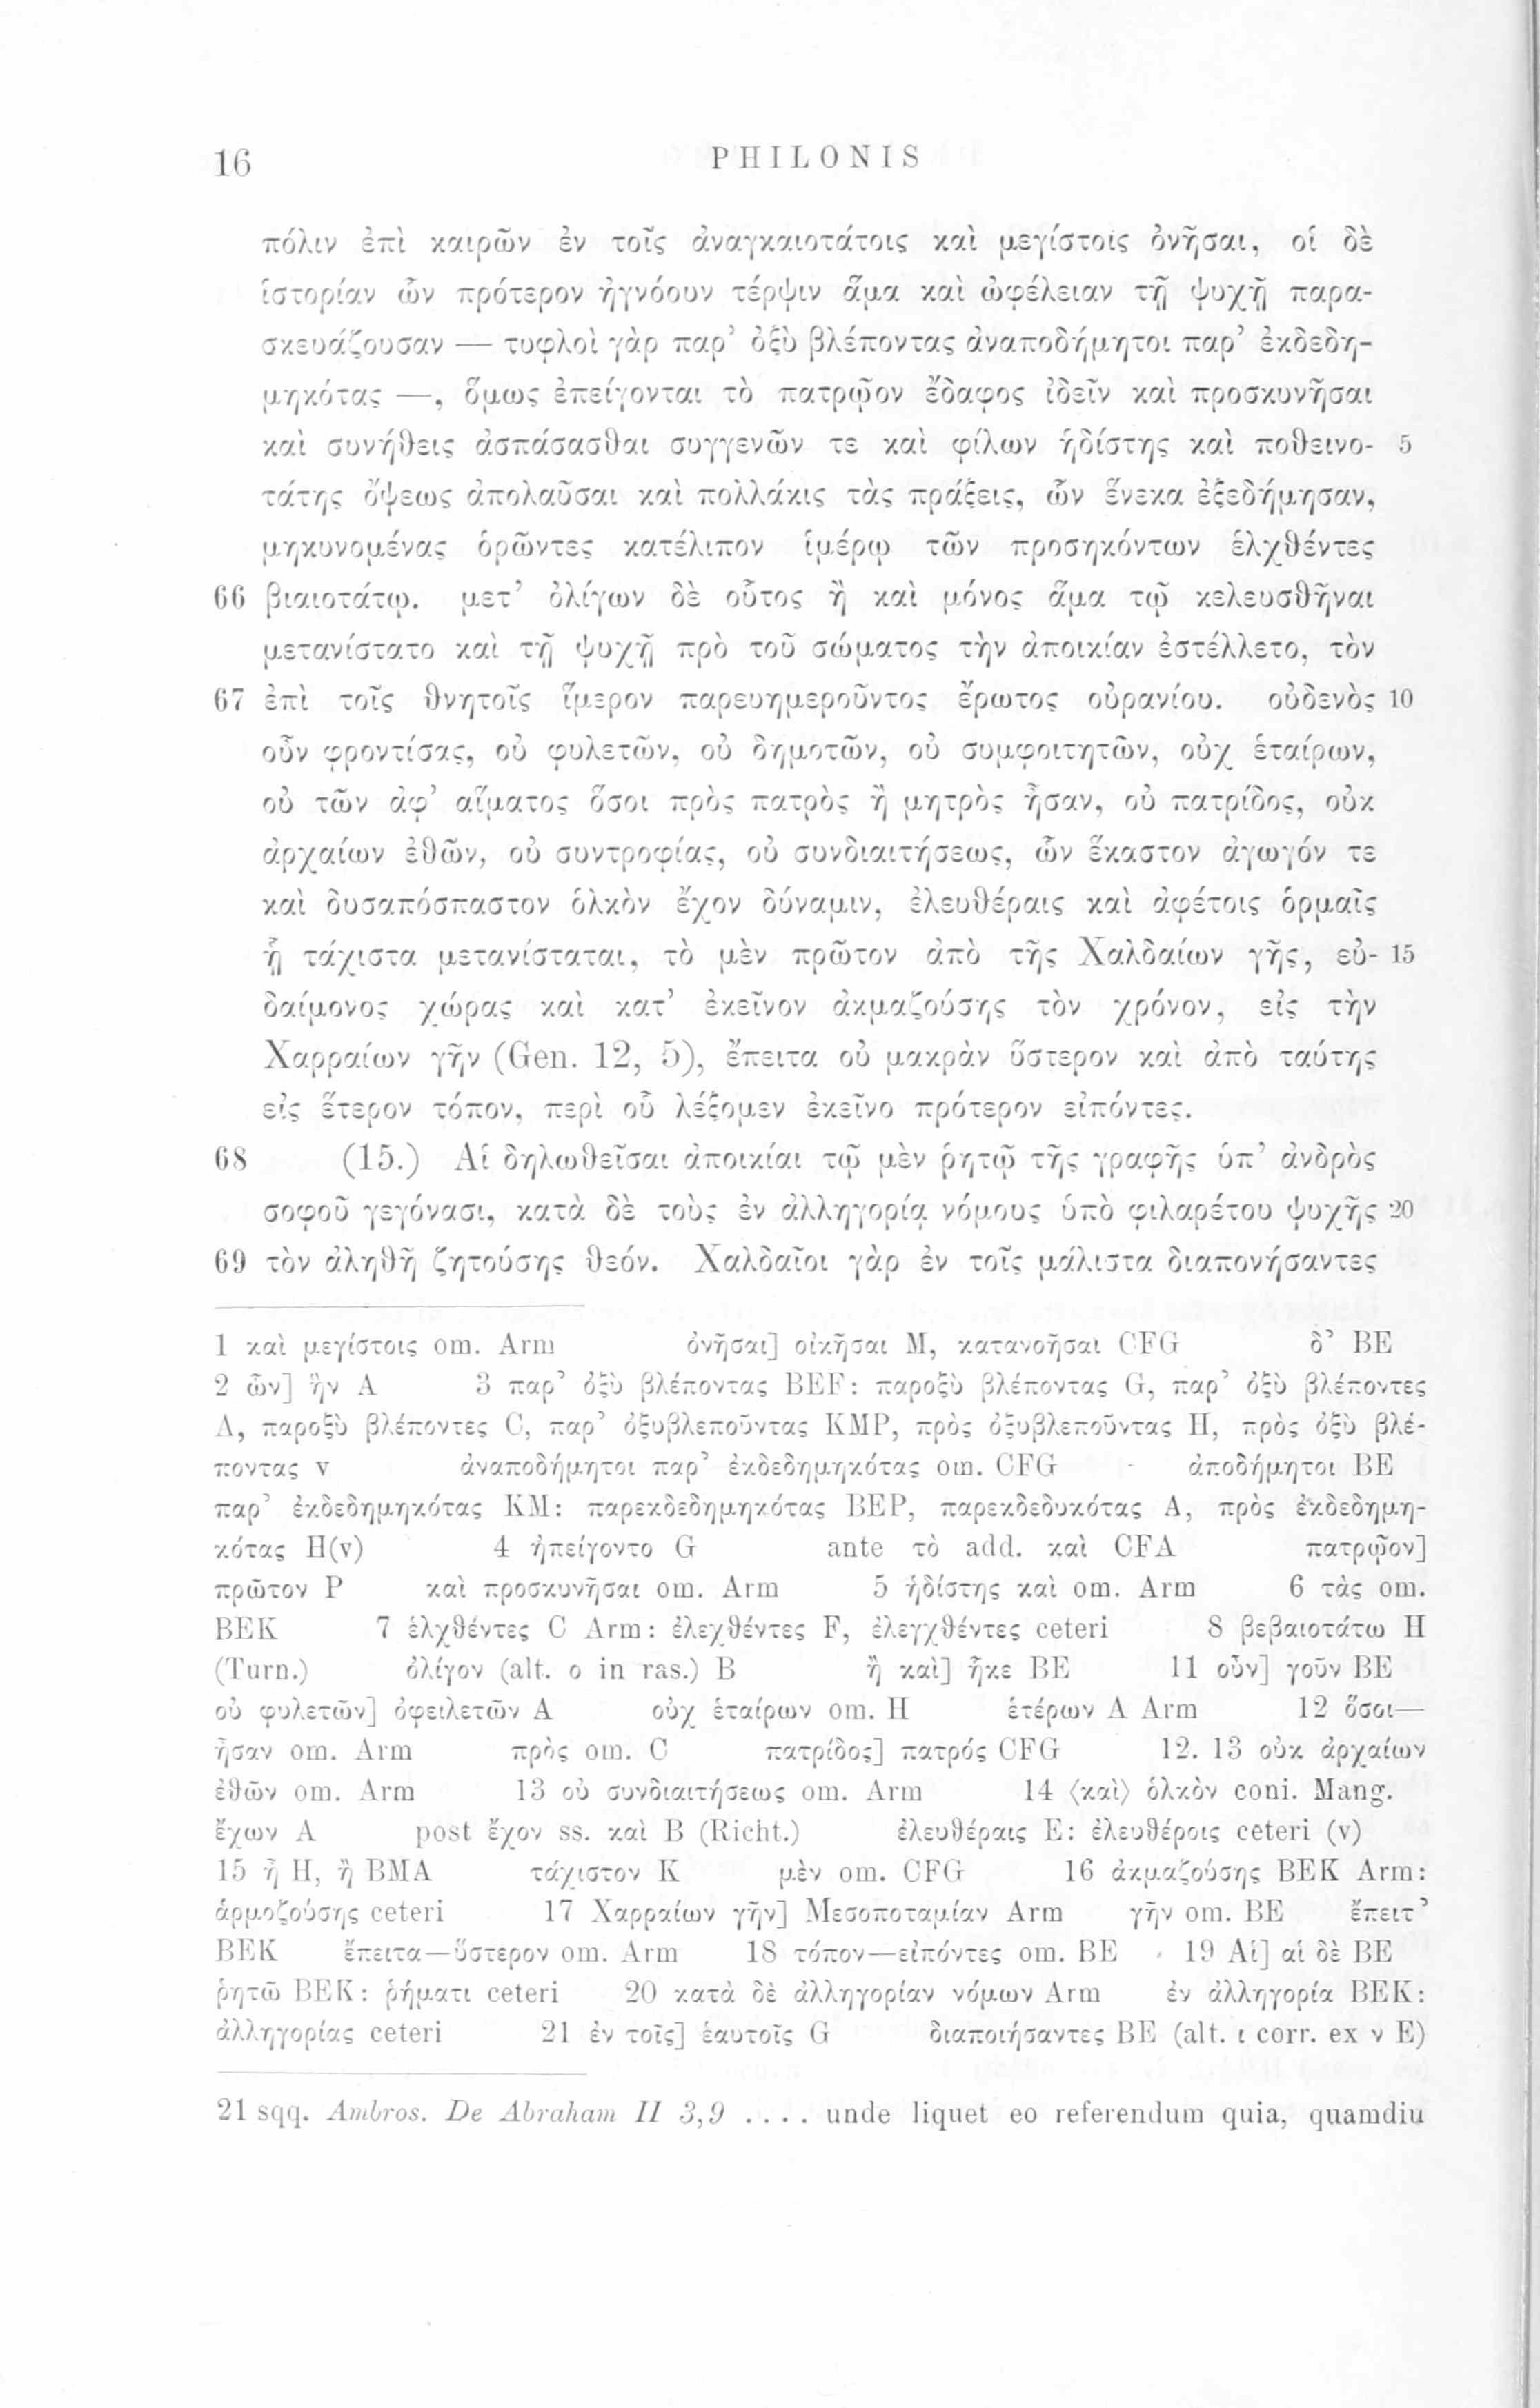 16 PHILONIS
πόλιν ἐπὶ καιρῶν ἐν τοῖς ἀναγκαιοτάτοις καὶ μεγίστοις ὀνῆσαι, οἱ δὲ
ἱστορίαν ὧν πρότερον ἠγνόουν τέρψιν ἅμα καὶ ὠφέλειαν τῇ ψυχῇ παρα-
σκευάζουσαν — τυφλοὶ γὰρ παρ’ ὀξὺ βλέποντας ἀναποδήμητοι παρ’ ἐκδεδη-
μηκότας —, ὅμως ἐπείγονται τὸ πατρῷον ἔδαφος ἰδεῖν καὶ προσκυνῆσαι
καὶ συνήθεις ἀσπάσασθαι συγγενῶν τε καὶ φίλων ἡδίστης καὶ ποθεινο- 5
τάτης ὄψεως ἀπολαῦσαι καὶ πολλάκις τὰς πράξεις, ὧν ἕνεκα ἐξεδήμησαν,
μηκυνομένας ὁρῶντες κατέλιπον ἱμέρῳ τῶν προσηκόντων ἑλχθέντες
66 βιαιοτάτῳ. μετ’ ὀλίγων δὲ οὗτος ἢ καὶ μόνος ἅμα τῷ κελευσθῆναι
μετανίστατο καὶ τῇ ψυχῇ πρὸ τοῦ σώματος τὴν ἀποικίαν ἐστέλλετο, τὸν
67 ἐπὶ τοῖς θνητοῖς ἵμερον παρευημεροῦντος ἔρωτος οὐρανίου. οὐδενὸς 10
οὖν φροντίσας, οὐ φυλετῶν, οὐ δημοτῶν, οὐ συμφοιτητῶν, οὐχ ἑταίρων,
οὐ τῶν ἀφ’ αἵματος ὅσοι πρὸς πατρὸς ἢ μητρὸς ἦσαν, οὐ πατρίδος, οὐκ
ἀρχαίων ἐθῶν, οὐ συντροφίας, οὐ συνδιαιτήσεως, ὧν ἕκαστον ἀγωγόν τε
καὶ δυσαπόσπαστον ὁλκὸν ἔχον δύναμιν, ἐλευθέραις καὶ ἀφέτοις ὁρμαῖς
ᾗ τάχιστα μετανίσταται, τὸ μὲν πρῶτον ἀπὸ τῆς Χαλδαίων γῆς, εὐ- 15
δαίμονος χώρας καὶ κατ’ ἐκεῖνον ἀκμαζούσης τὸν χρόνον, εἰς τὴν
Χαρραίων γῆν (Gen. 12, 5), ἔπειτα οὐ μακρὰν ὕστερον καὶ ἀπὸ ταύτης
εἰς ἕτερον τόπον, περὶ οὗ λέξομεν ἐκεῖνο πρότερον εἰπόντες.
68 (15.) Αἱ δηλωθεῖσαι ἀποικίαι τῷ μὲν ῥητῷ τῆς γραφῆς ὑπ’ ἀνδρὸς
σοφοῦ γεγόνασι, κατὰ δὲ τοὺς ἐν ἀλληγορίᾳ νόμους ὑπὸ φιλαρέτου ψυχῆς 20
69 τὸν ἀληθῆ ζητούσης θεόν. Χαλδαῖοι γὰρ ἐν τοῖς μάλιστα διαπονήσαντες
1 καὶ μεγίστοις om. Arm ὀνῆσαι] οἰκῆσαι M, κατανοῆσαι CFG δ’ BE
2 ὧν] ἣν A 3 παρ’ ὀξὺ βλέποντας BEF: παροξὺ βλέποντας G, παρ’ ὀξὺ βλέποντες
A, παροξὺ βλέποντες C, παρ’ ὀξυβλεποῦντας KMP, πρὸς ὀξυβλεποῦντας H, πρὸς ὀξὺ βλέ-
ποντας v ἀναποδήμητοι παρ’ ἐκδεδημηκότας om. CFG ἀποδήμητοι BE
παρ’ ἐκδεδημηκότας KM: παρεκδεδημηκότας BEP, παρεκδεδυκότας A, πρὸς ἐκδεδημη-
κότας H(v) 4 ἠπείγοντο G ante τὸ add. καὶ CFA πατρῷον]
πρῶτον P καὶ προσκυνῆσαι om. Arm 5 ἡδίστης καὶ om. Arm 6 τὰς om.
BEK 7 ἑλχθέντες C Arm: ἐλεχθέντες F, ἐλεγχθέντες ceteri 8 βεβαιοτάτω H
(Turn.) ὀλίγον (alt. ο in ras.) B ἢ καὶ] ἧκε BE 11 οὖν] γοῦν BE
οὐ φυλετῶν] ὀφειλετῶν A οὐχ ἑταίρων om. H ἑτέρων A Arm 12 ὅσοι—
ἦσαν om. Arm πρὸς om. C πατρίδος] πατρός CFG 12. 13 οὐκ ἀρχαίων
ἐθῶν om. Arm 13 οὐ συνδιαιτήσεως om. Arm 14 ⟨καὶ⟩ ὁλκὸν coni. Mang.
ἔχων A post ἔχον ss. καὶ B (Richt.) ἐλευθέραις E: ἐλευθέροις ceteri (v)
15 ἦ H, ἢ BMA τάχιστον K μὲν om. CFG 16 ἀκμαζούσης BEK Arm:
ἁρμοζούσης ceteri 17 Χαρραίων γῆν] Μεσοποταμίαν Arm γῆν om. BE ἔπειτ’
BEK ἔπειτα—ὕστερον om. Arm 18 τόπον—εἰπόντες om. BE 19 Αἱ] αἱ δὲ BE
ῥητῶ BEK: ῥήματι ceteri 20 κατὰ δὲ ἀλληγορίαν νόμων Arm ἐν ἀλληγορία BEK:
ἀλληγορίας ceteri 21 ἐν τοῖς] ἑαυτοῖς G διαποιήσαντες BE (alt. ι corr. ex ν E)
21 sqq. Ambros. De Abraham II 3,9 .... unde liquet eo referendum quia, quamdiu